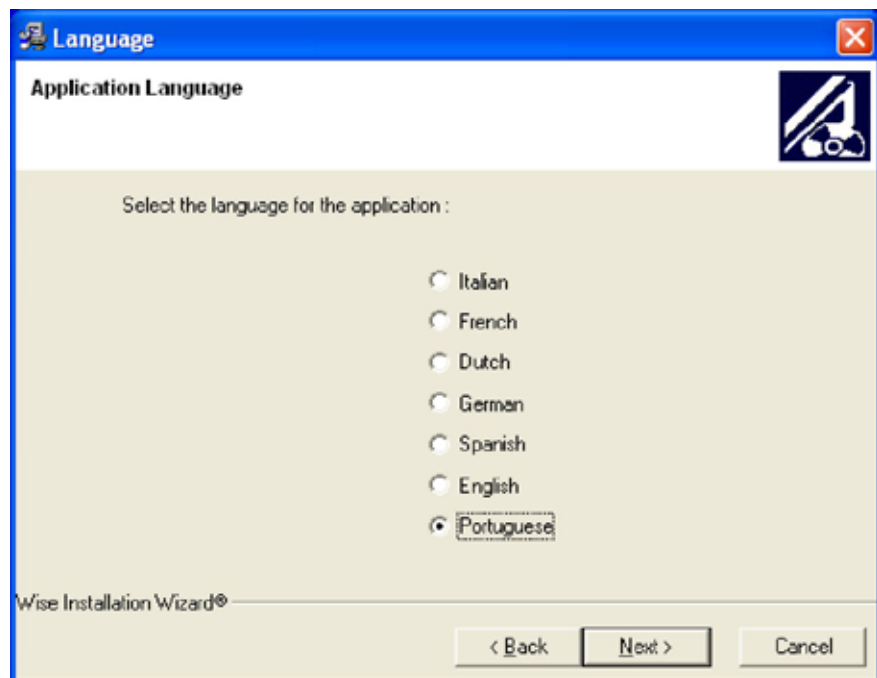 Language
Application Language
Select the language for the application :
Italian
French
Dutch
German
Spanish
English
Portuguese
Wise Installation Wizard®
< Back Next > Cancel